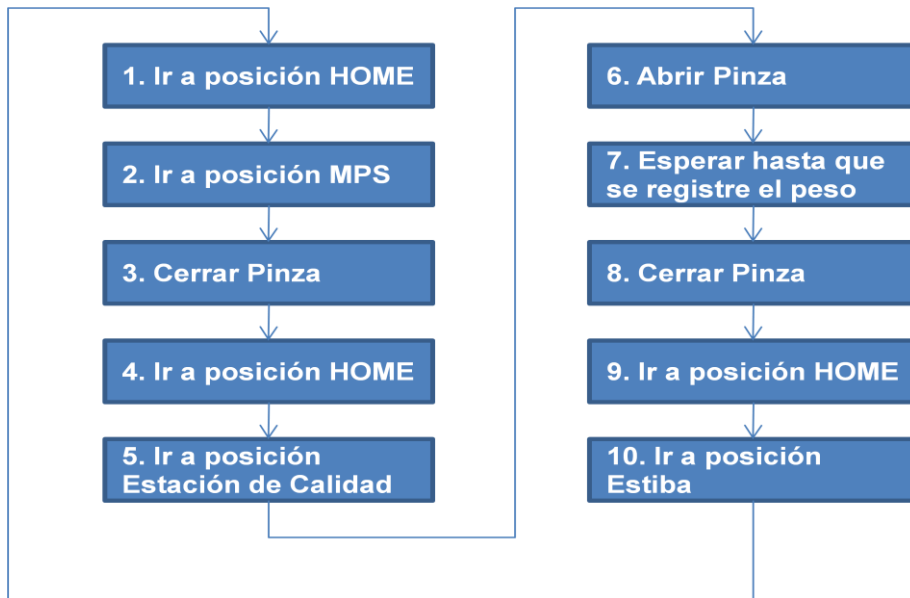 1. Ir a posición HOME
2. Ir a posición MPS
3. Cerrar Pinza
4. Ir a posición HOME
5. Ir a posición
Estación de Calidad
6. Abrir Pinza
7. Esperar hasta que
se registre el peso
8. Cerrar Pinza
9. Ir a posición HOME
10. Ir a posición
Estiba